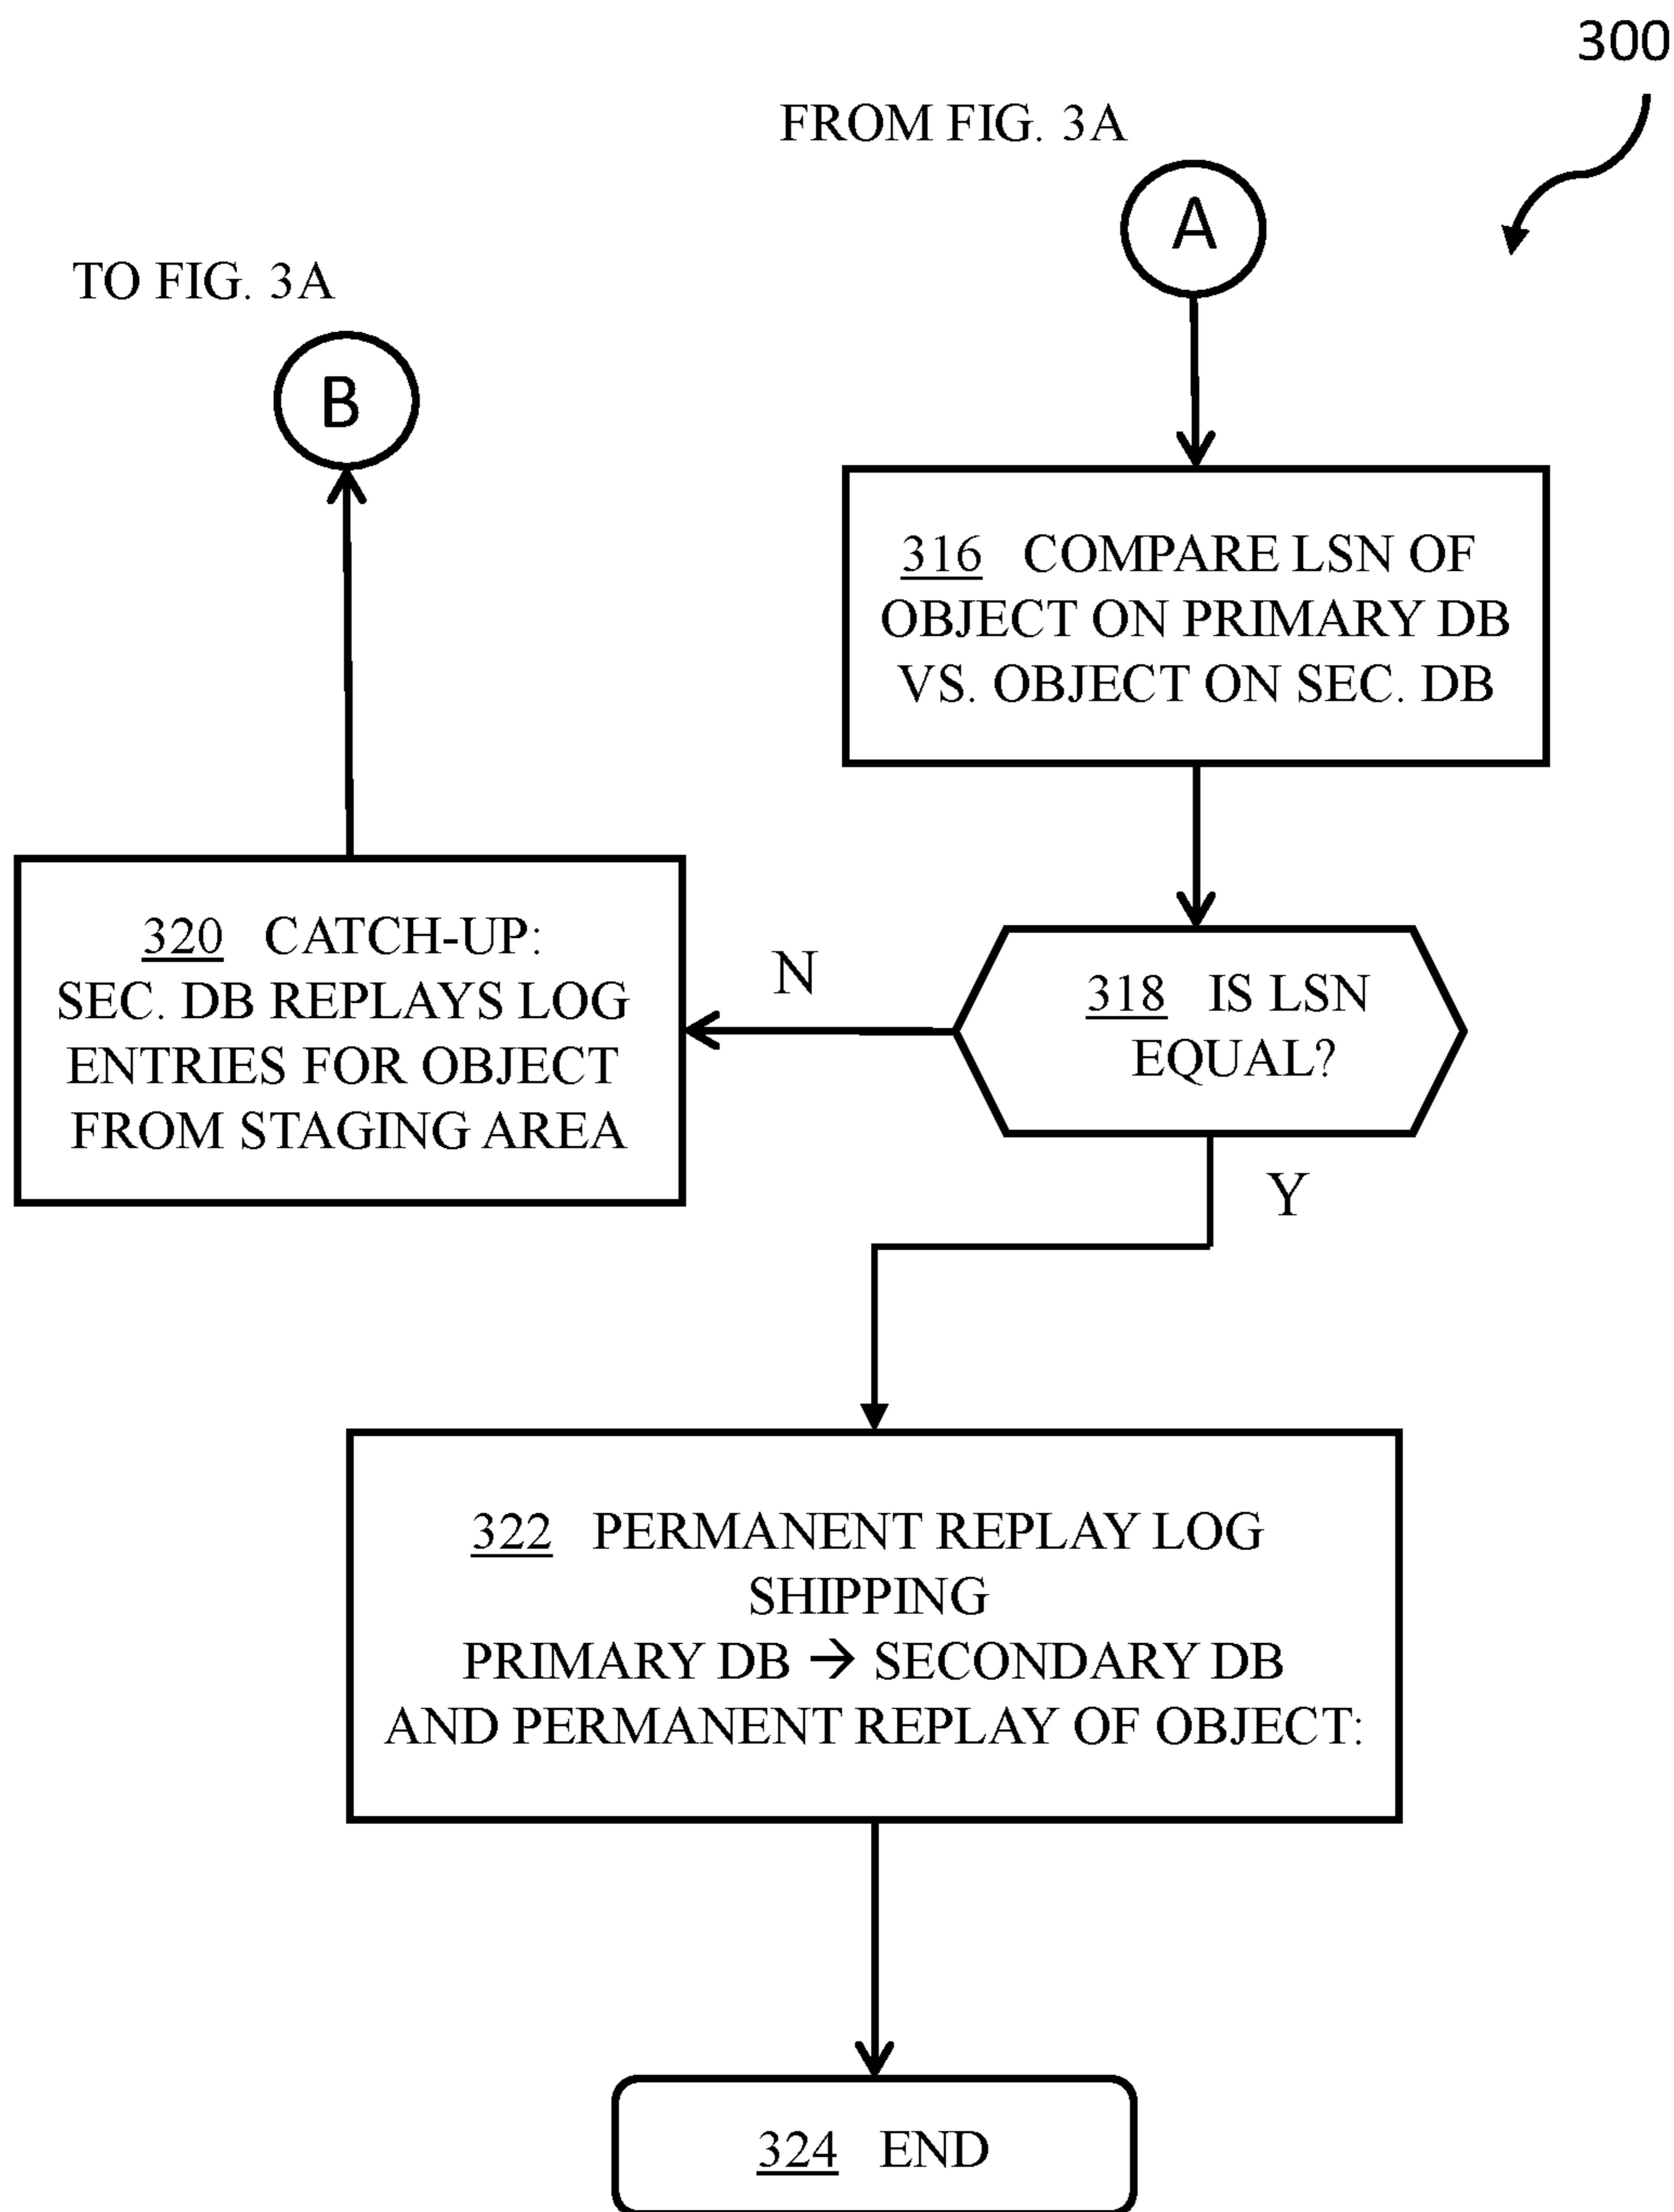 300
FROM FIG. 3A
A
TO FIG. 3A
B
316 COMPARE LSN OF
OBJECT ON PRIMARY DB
VS. OBJECT ON SEC. DB
320 CATCH-UP:
SEC. DB REPLAYS LOG
ENTRIES FOR OBJECT
FROM STAGING AREA
N
318 IS LSN
EQUAL?
Y
322 PERMANENT REPLAY LOG
SHIPPING
PRIMARY DB → SECONDARY DB
AND PERMANENT REPLAY OF OBJECT:
324 END